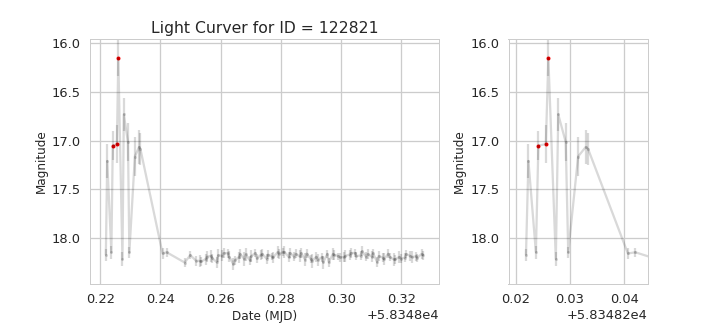 Light Curver for ID = 122821
16.0
16.5
17.0
17.5
18.0
Magnitude
0.22 0.24 0.26 0.28 0.30 0.32
Date (MJD)
+5.8348e4
16.0
16.5
17.0
17.5
18.0
Magnitude
0.02 0.03 0.04
+5.83482e4